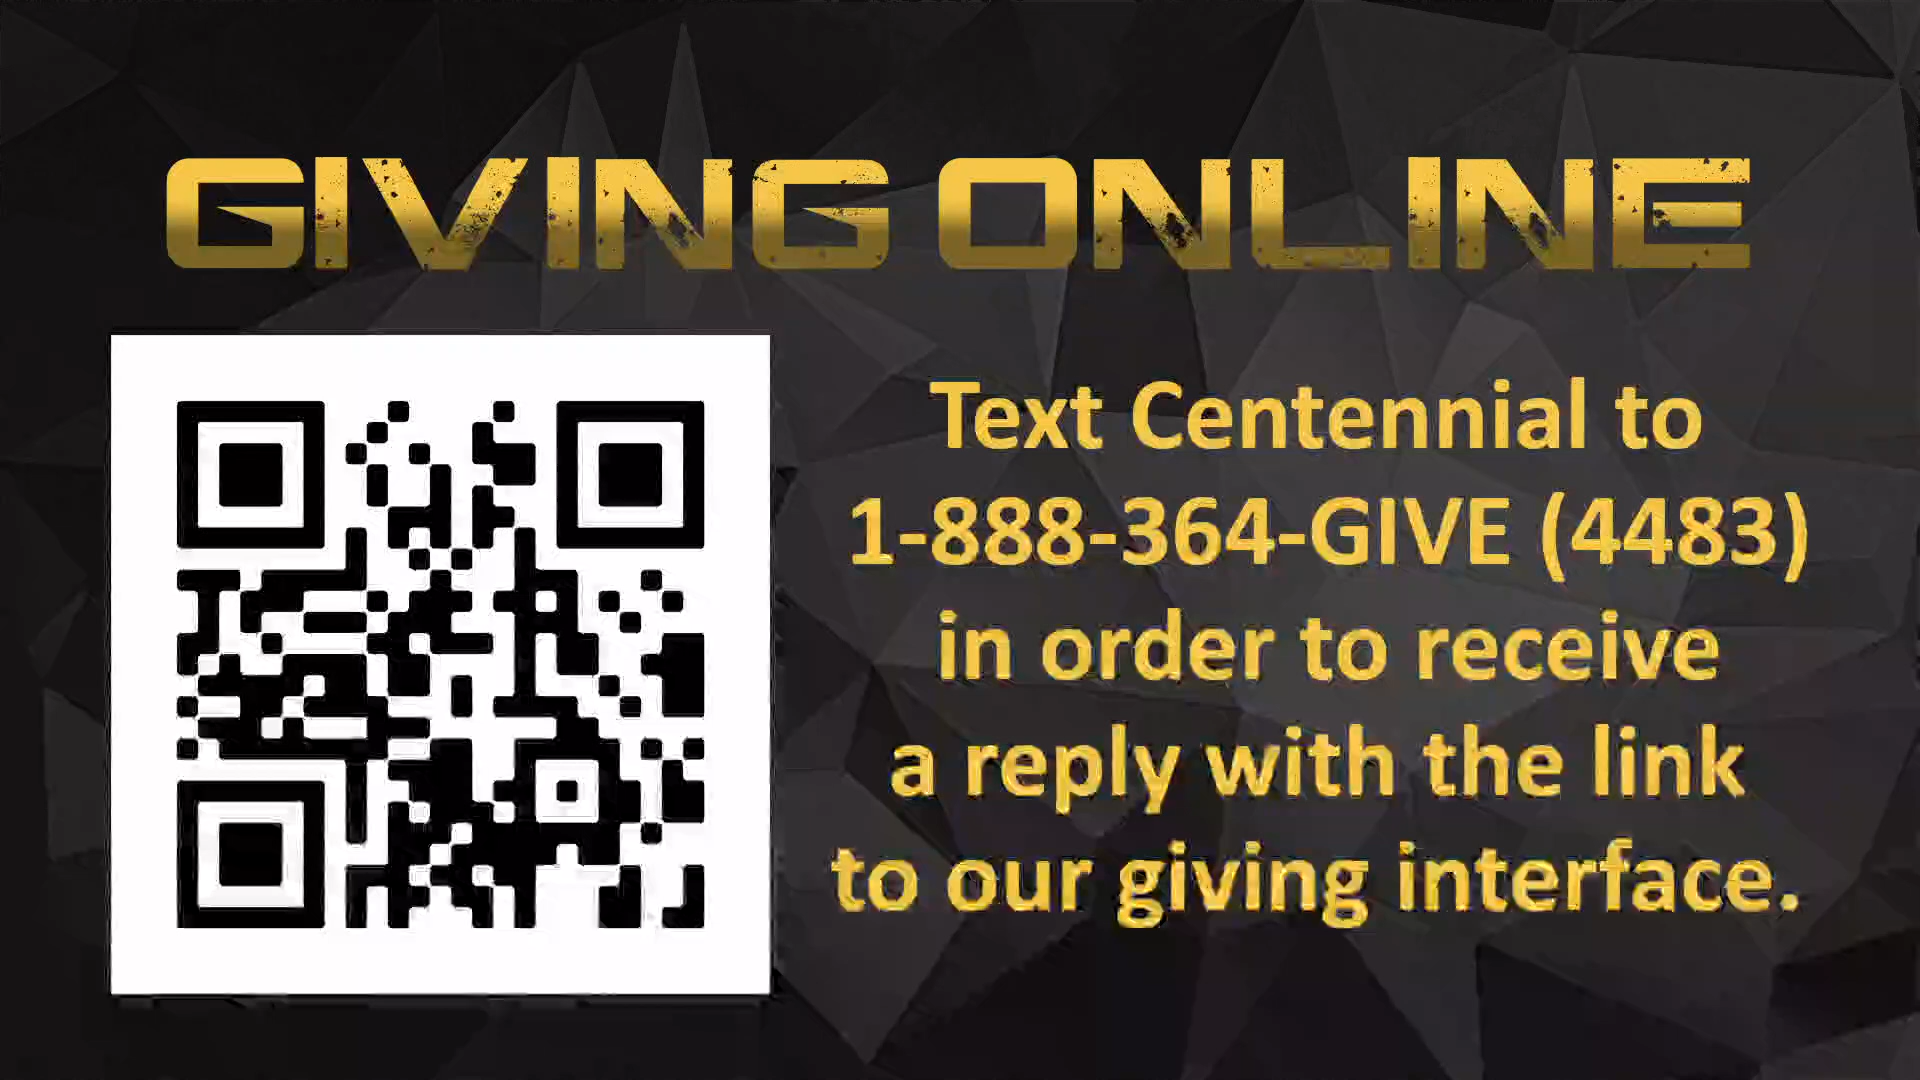 GIVING ONLINE
Text Centennial to
1-888-364-GIVE (4483)
in order to receive
a reply with the link
to our giving interface.